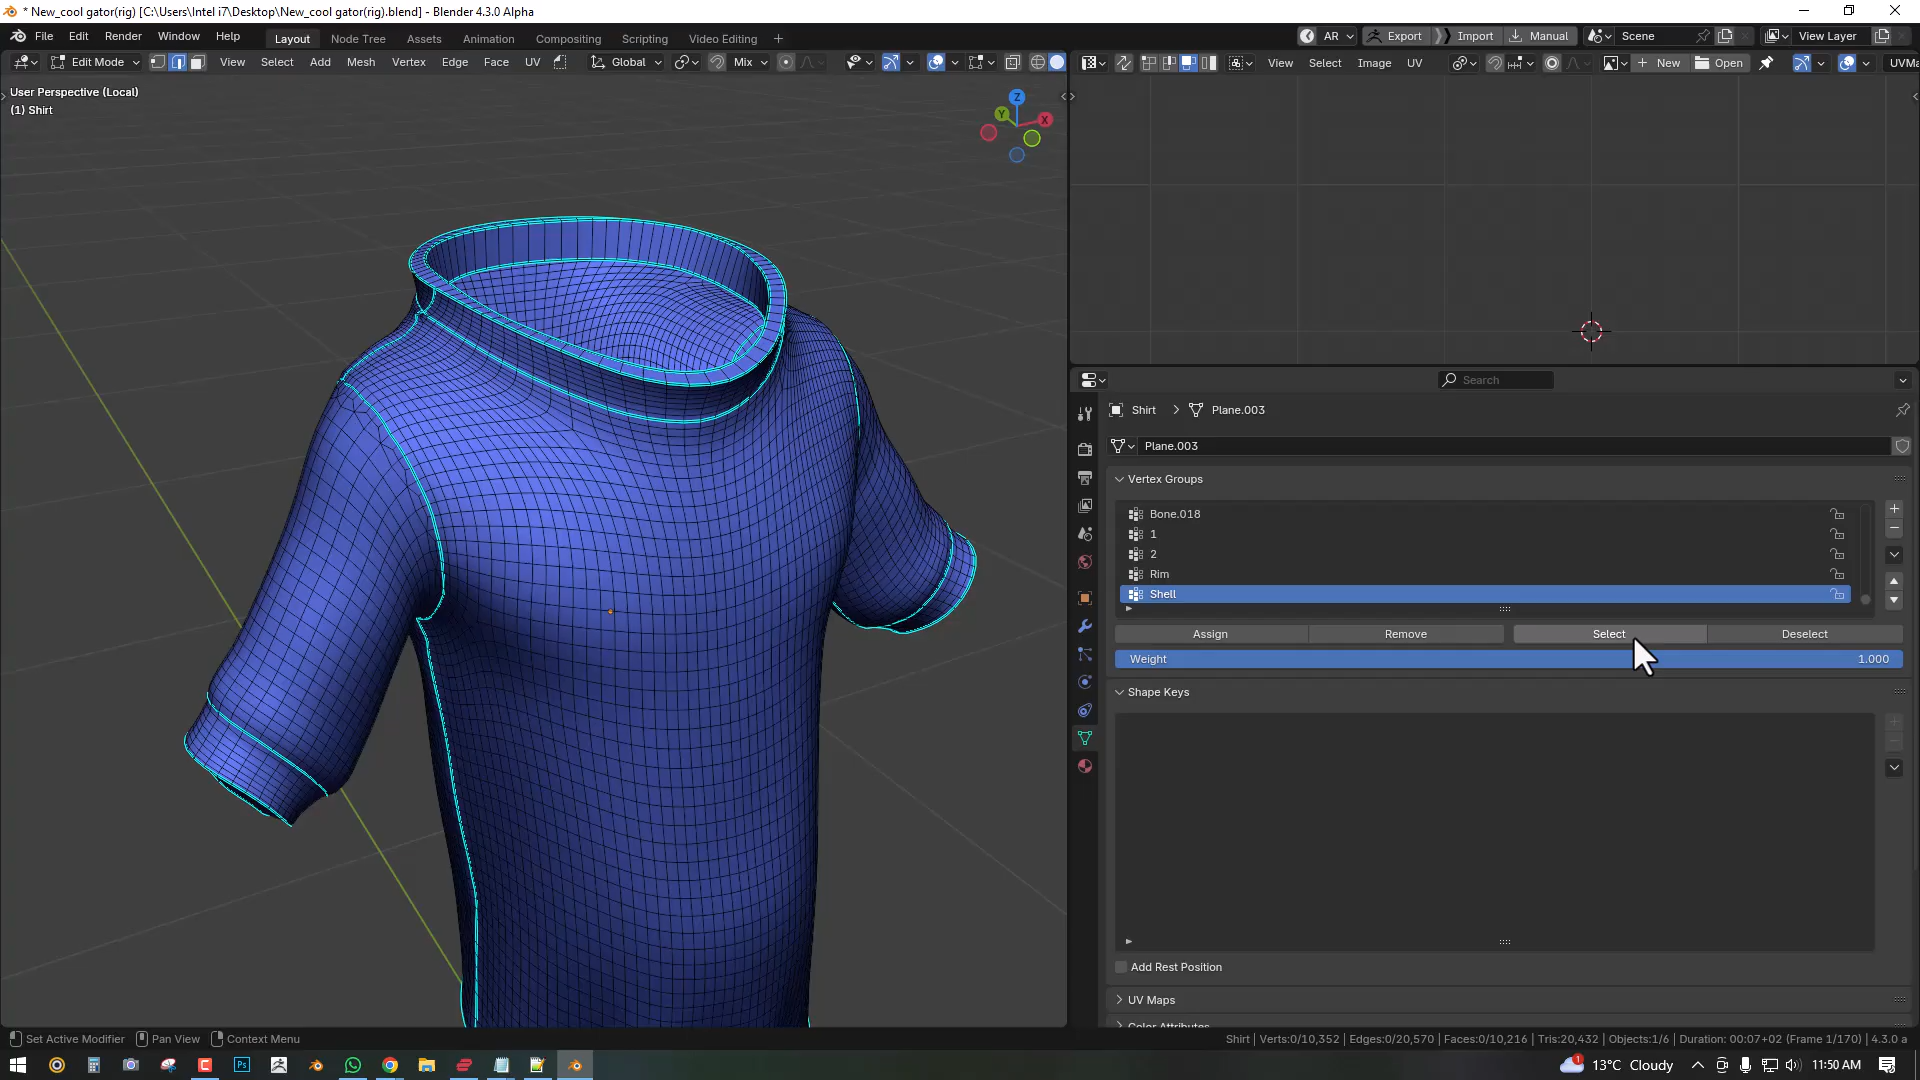 * New_cool gator(rig) [C:\Users\Intel i7\Desktop\New_cool gator(rig).blend] - Blender 4.3.0 Alpha
File Edit Render Window Help Layout Node Tree Assets Animation Compositing Scripting Video Editing + AR Export Import Manual Scene View Layer
Edit Mode View Select Add Mesh Vertex Edge Face UV Global Mix View Select Image UV New Open UVMa
User Perspective (Local)
(1) Shirt
Z
Y
X
Search
Shirt > Plane.003
Plane.003
Vertex Groups
Bone.018
1
2
Rim
Shell
Assign Remove Select Deselect
Weight 1.000
Shape Keys
Add Rest Position
UV Maps
Color Attributes
Set Active Modifier Pan View Context Menu Shirt | Verts:0/10,352 | Edges:0/20,570 | Faces:0/10,216 | Tris:20,432 | Objects:1/6 | Duration: 00:07+02 (Frame 1/170) | 4.3.0 a
Ps 1 13°C Cloudy 11:50 AM